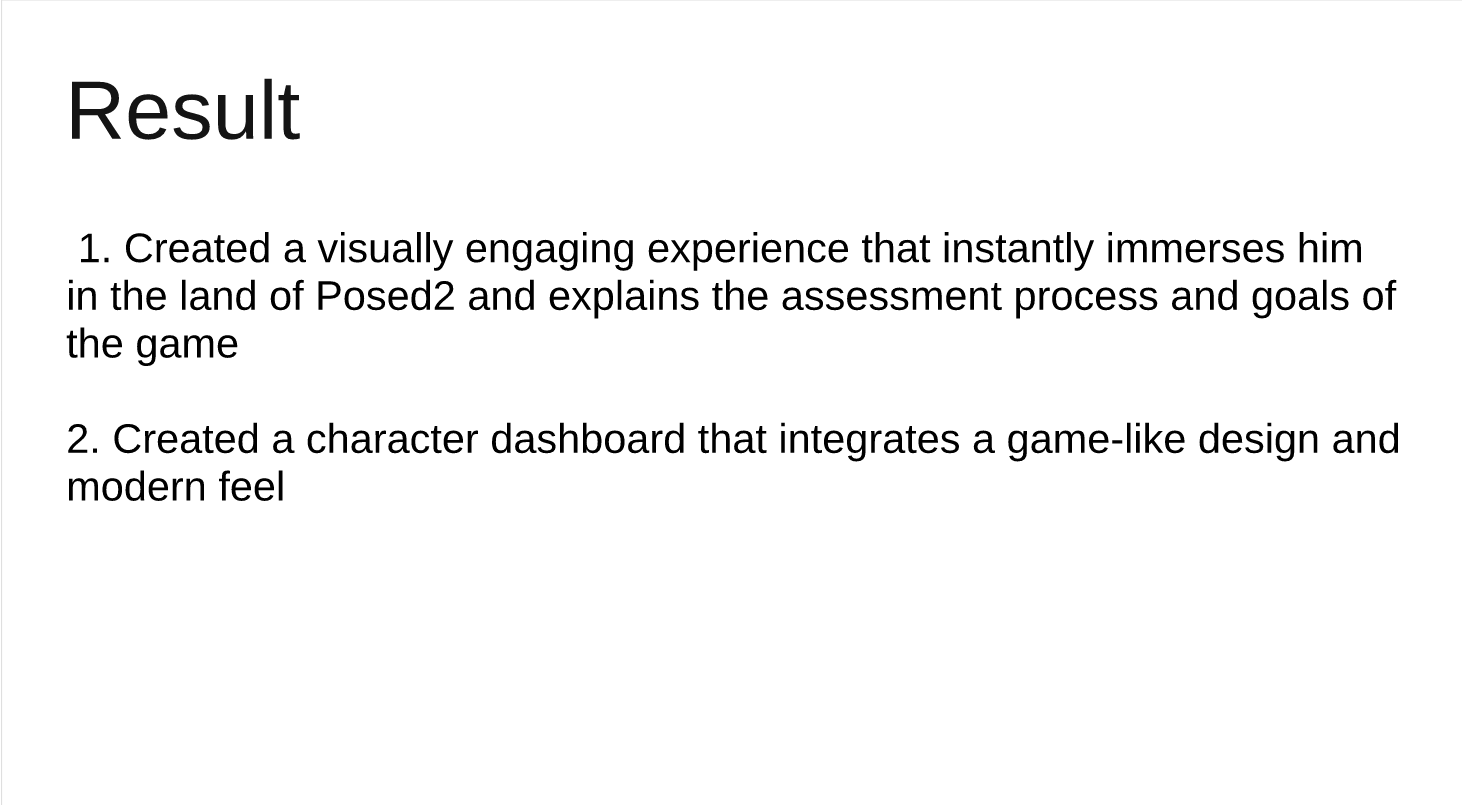 Result
1. Created a visually engaging experience that instantly immerses him
in the land of Posed2 and explains the assessment process and goals of
the game
2. Created a character dashboard that integrates a game-like design and
modern feel